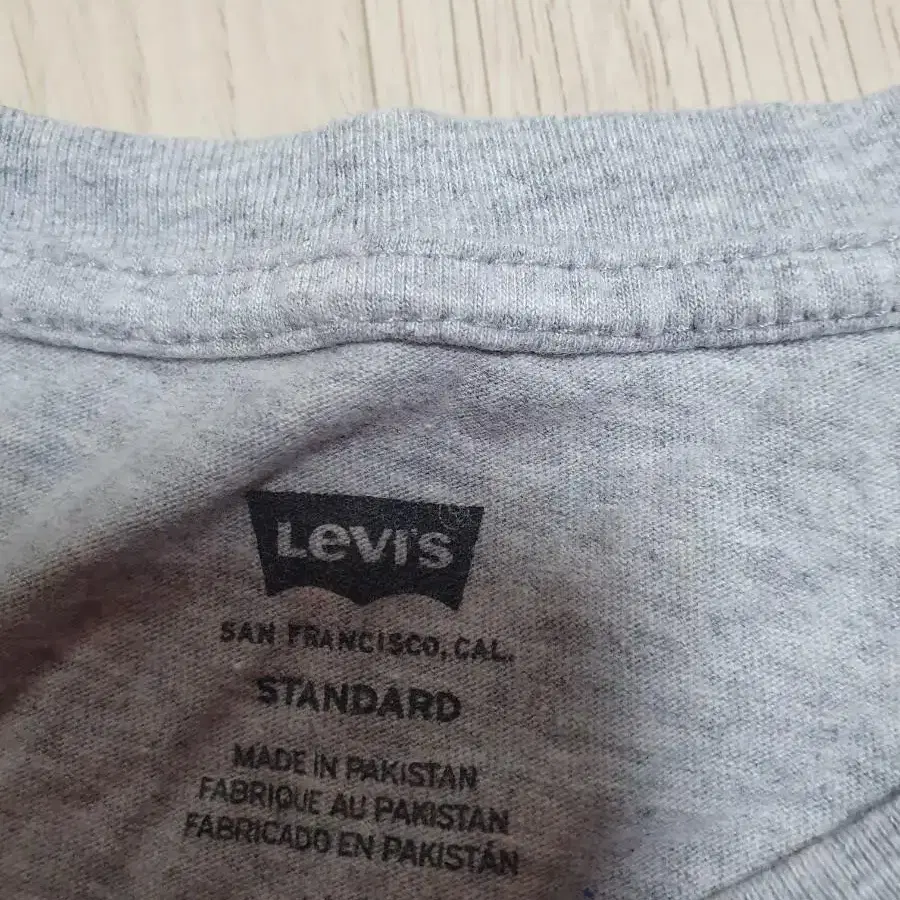 Levi's
SAN FRANCISCO, CAL.
STANDARD
MADE IN PAKISTAN
FABRIQUE AU PAKISTAN
FABRICADO EN PAKISTÁN